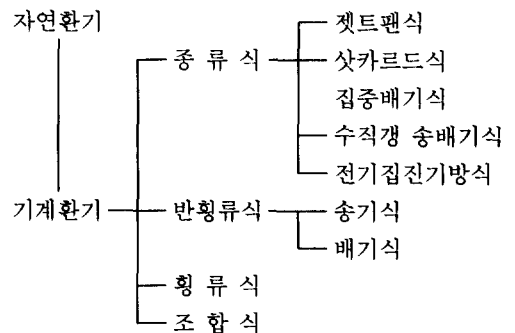 자연환기
젯트팬식
종 류 식
삿카르드식
집중배기식
수직갱 송배기식
전기집진기방식
기계환기
반횡류식
송기식
배기식
횡 류 식
조 합 식